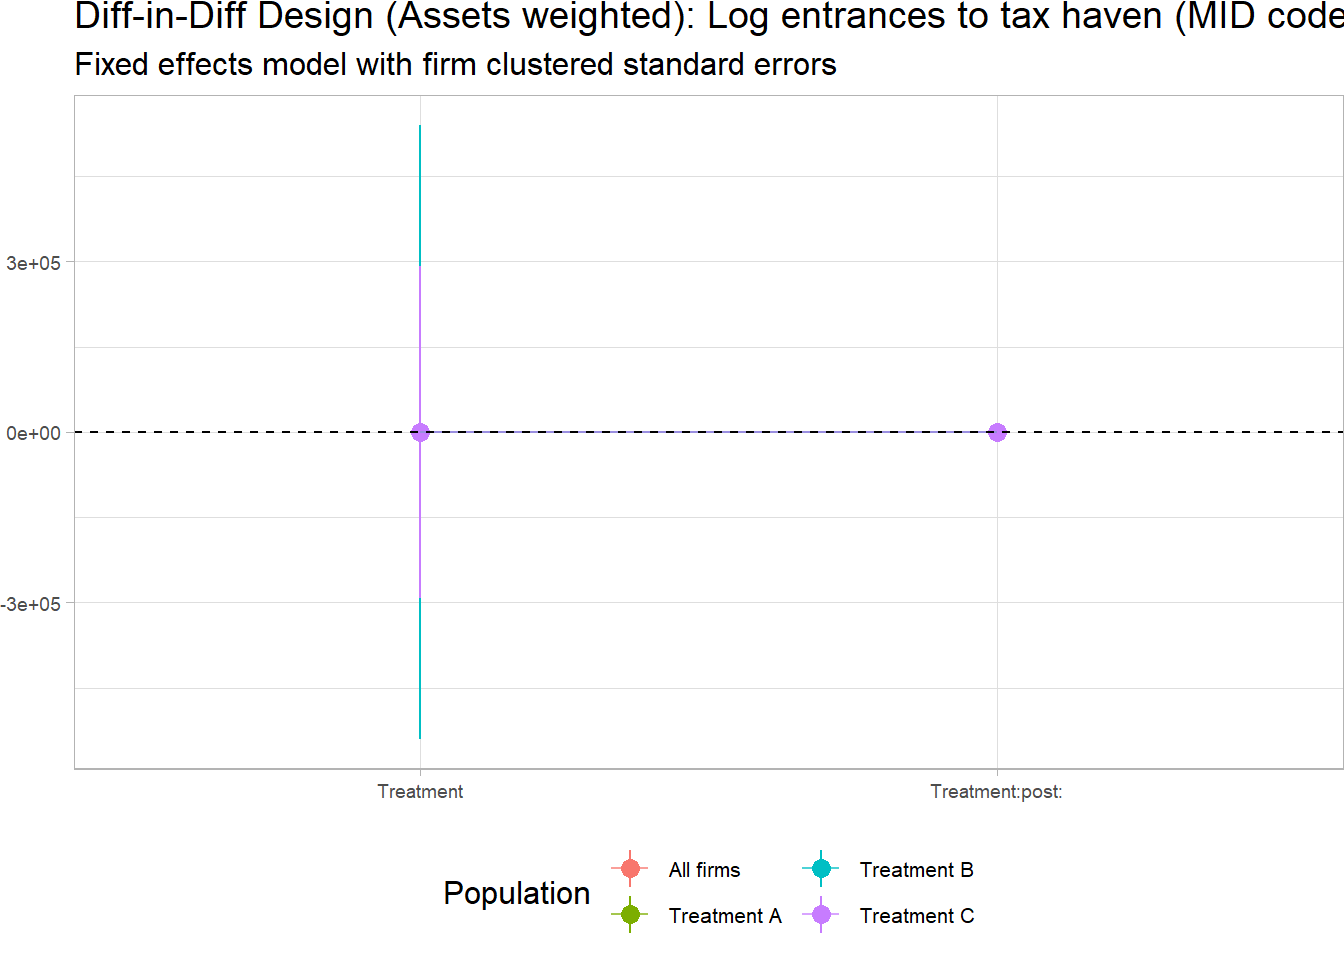 Diff-in-Diff Design (Assets weighted): Log entrances to tax haven (MID code
Fixed effects model with firm clustered standard errors
3e+05
0e+00
-3e+05
Treatment
Treatment:post:
Population
All firms
Treatment B
Treatment A
Treatment C